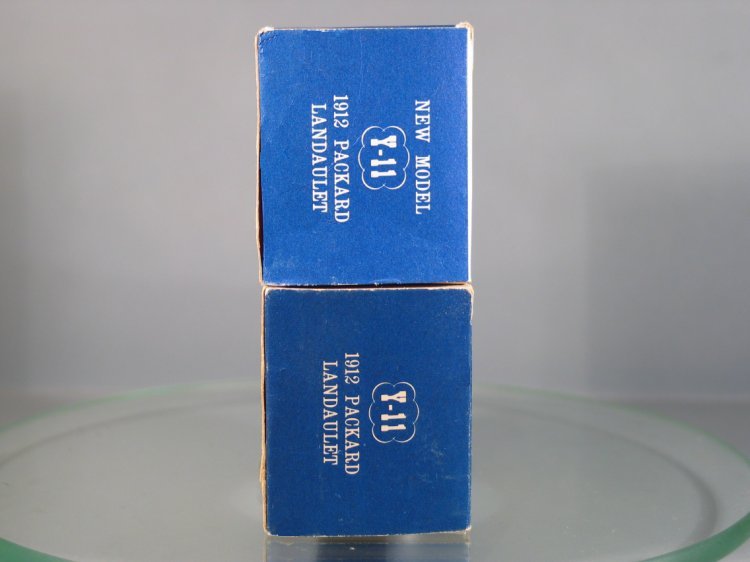 NEW MODEL
Y-11
1912 PACKARD
LANDAULET
Y-11
1912 PACKARD
LANDAULET